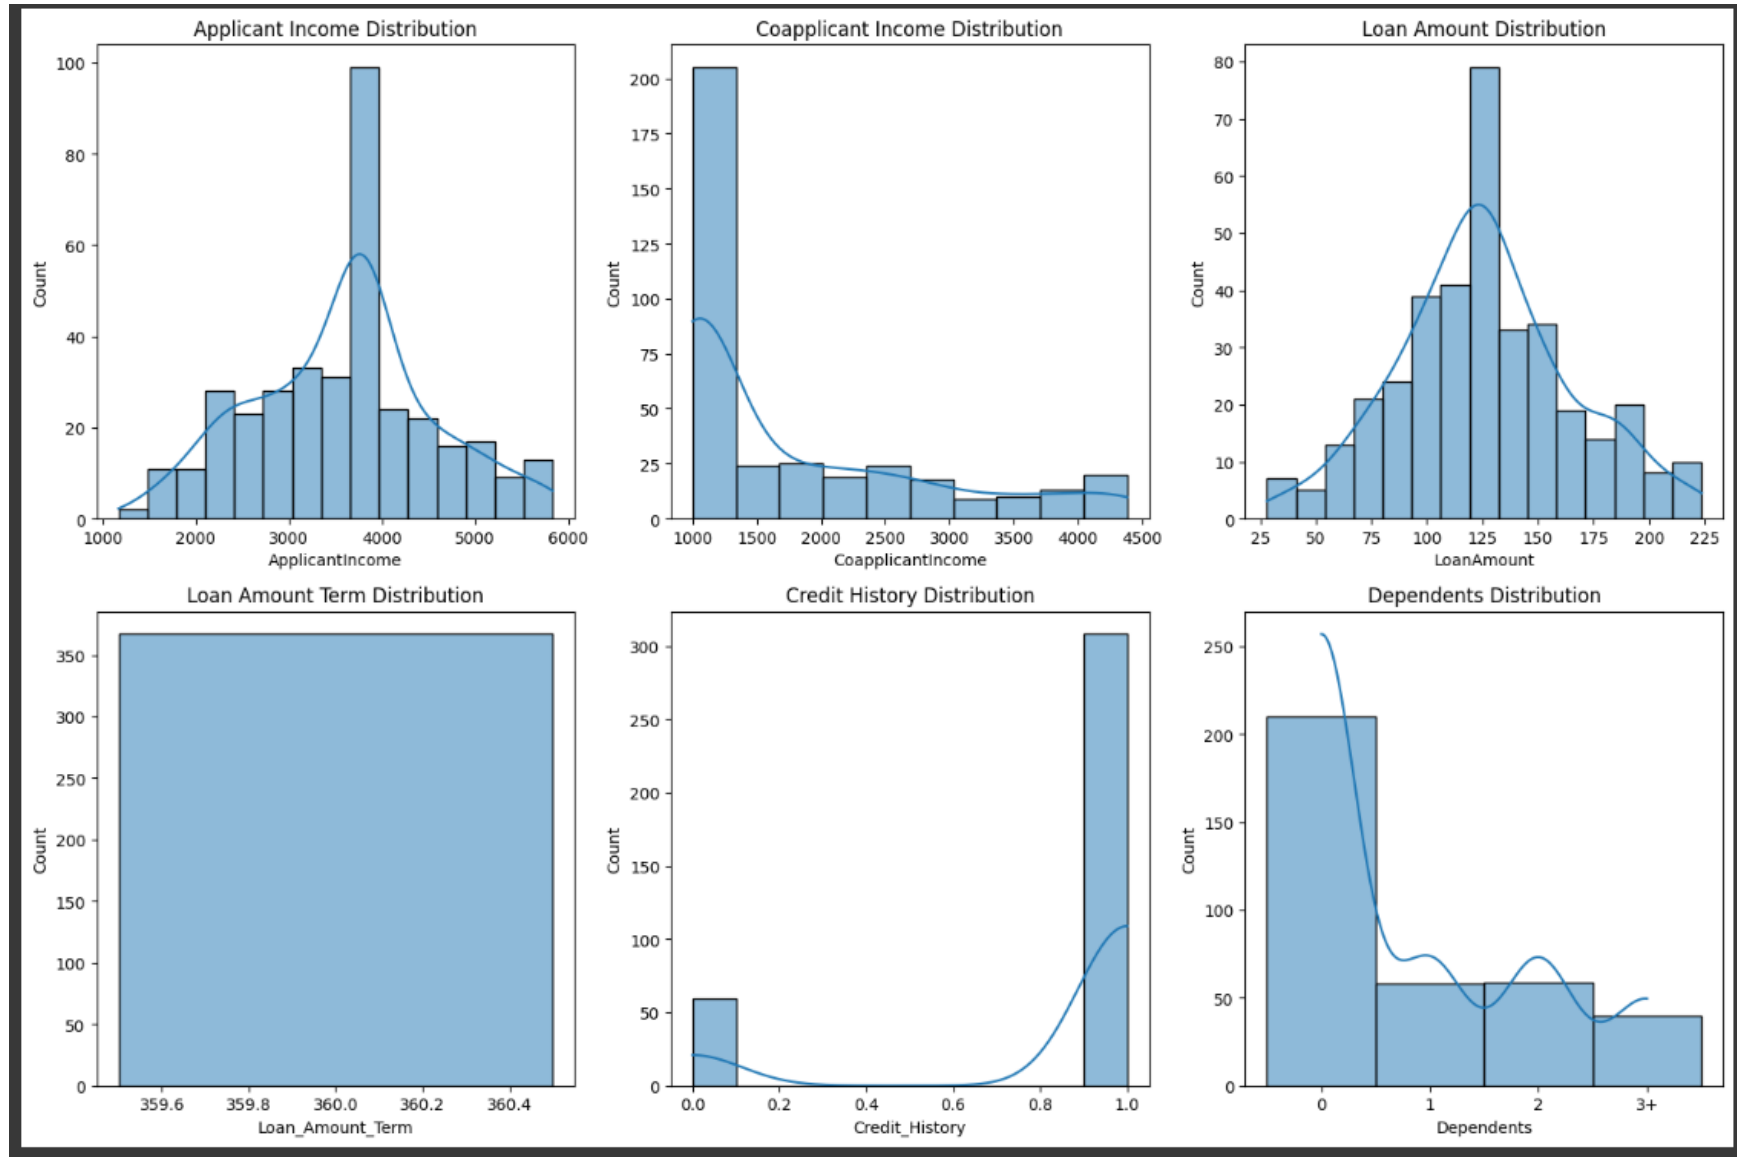 Applicant Income Distribution
Count
100
80
60
40
20
0
1000 2000 3000 4000 5000 6000
ApplicantIncome
Coapplicant Income Distribution
Count
200
175
150
125
100
75
50
25
0
1000 1500 2000 2500 3000 3500 4000 4500
CoapplicantIncome
Loan Amount Distribution
Count
80
70
60
50
40
30
20
10
0
25 50 75 100 125 150 175 200 225
LoanAmount
Loan Amount Term Distribution
Count
350
300
250
200
150
100
50
0
359.6 359.8 360.0 360.2 360.4
Loan_Amount_Term
Credit History Distribution
Count
300
250
200
150
100
50
0
0.0 0.2 0.4 0.6 0.8 1.0
Credit_History
Dependents Distribution
Count
250
200
150
100
50
0
0 1 2 3+
Dependents